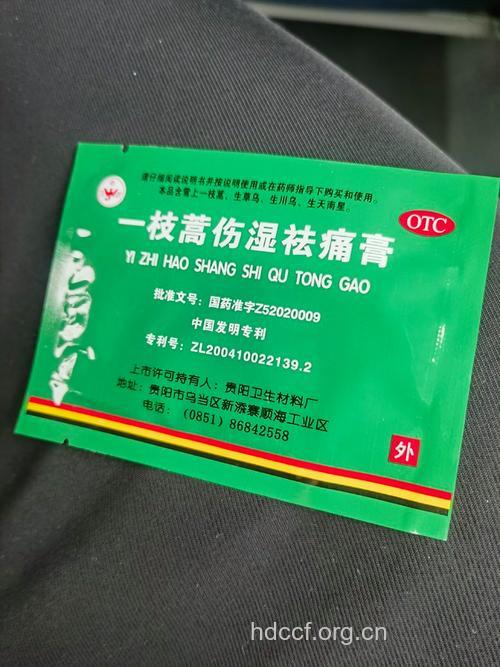 请仔细阅读说明书并按说明使用或在药师指导下购买和使用。
本品含雪上一枝蒿、生草乌、生川乌、生天南星。
OTC
一枝蒿伤湿祛痛膏
YI ZHI HAO SHANG SHI QU TONG GAO
批准文号：国药准字Z52020009
中国发明专利
专利号：ZL200410022139.2
上市许可持有人：贵阳卫生材料厂
地址：贵阳市乌当区新添寨顺海工业区
电话：（0851）86842558
外
hdccf.org.cn